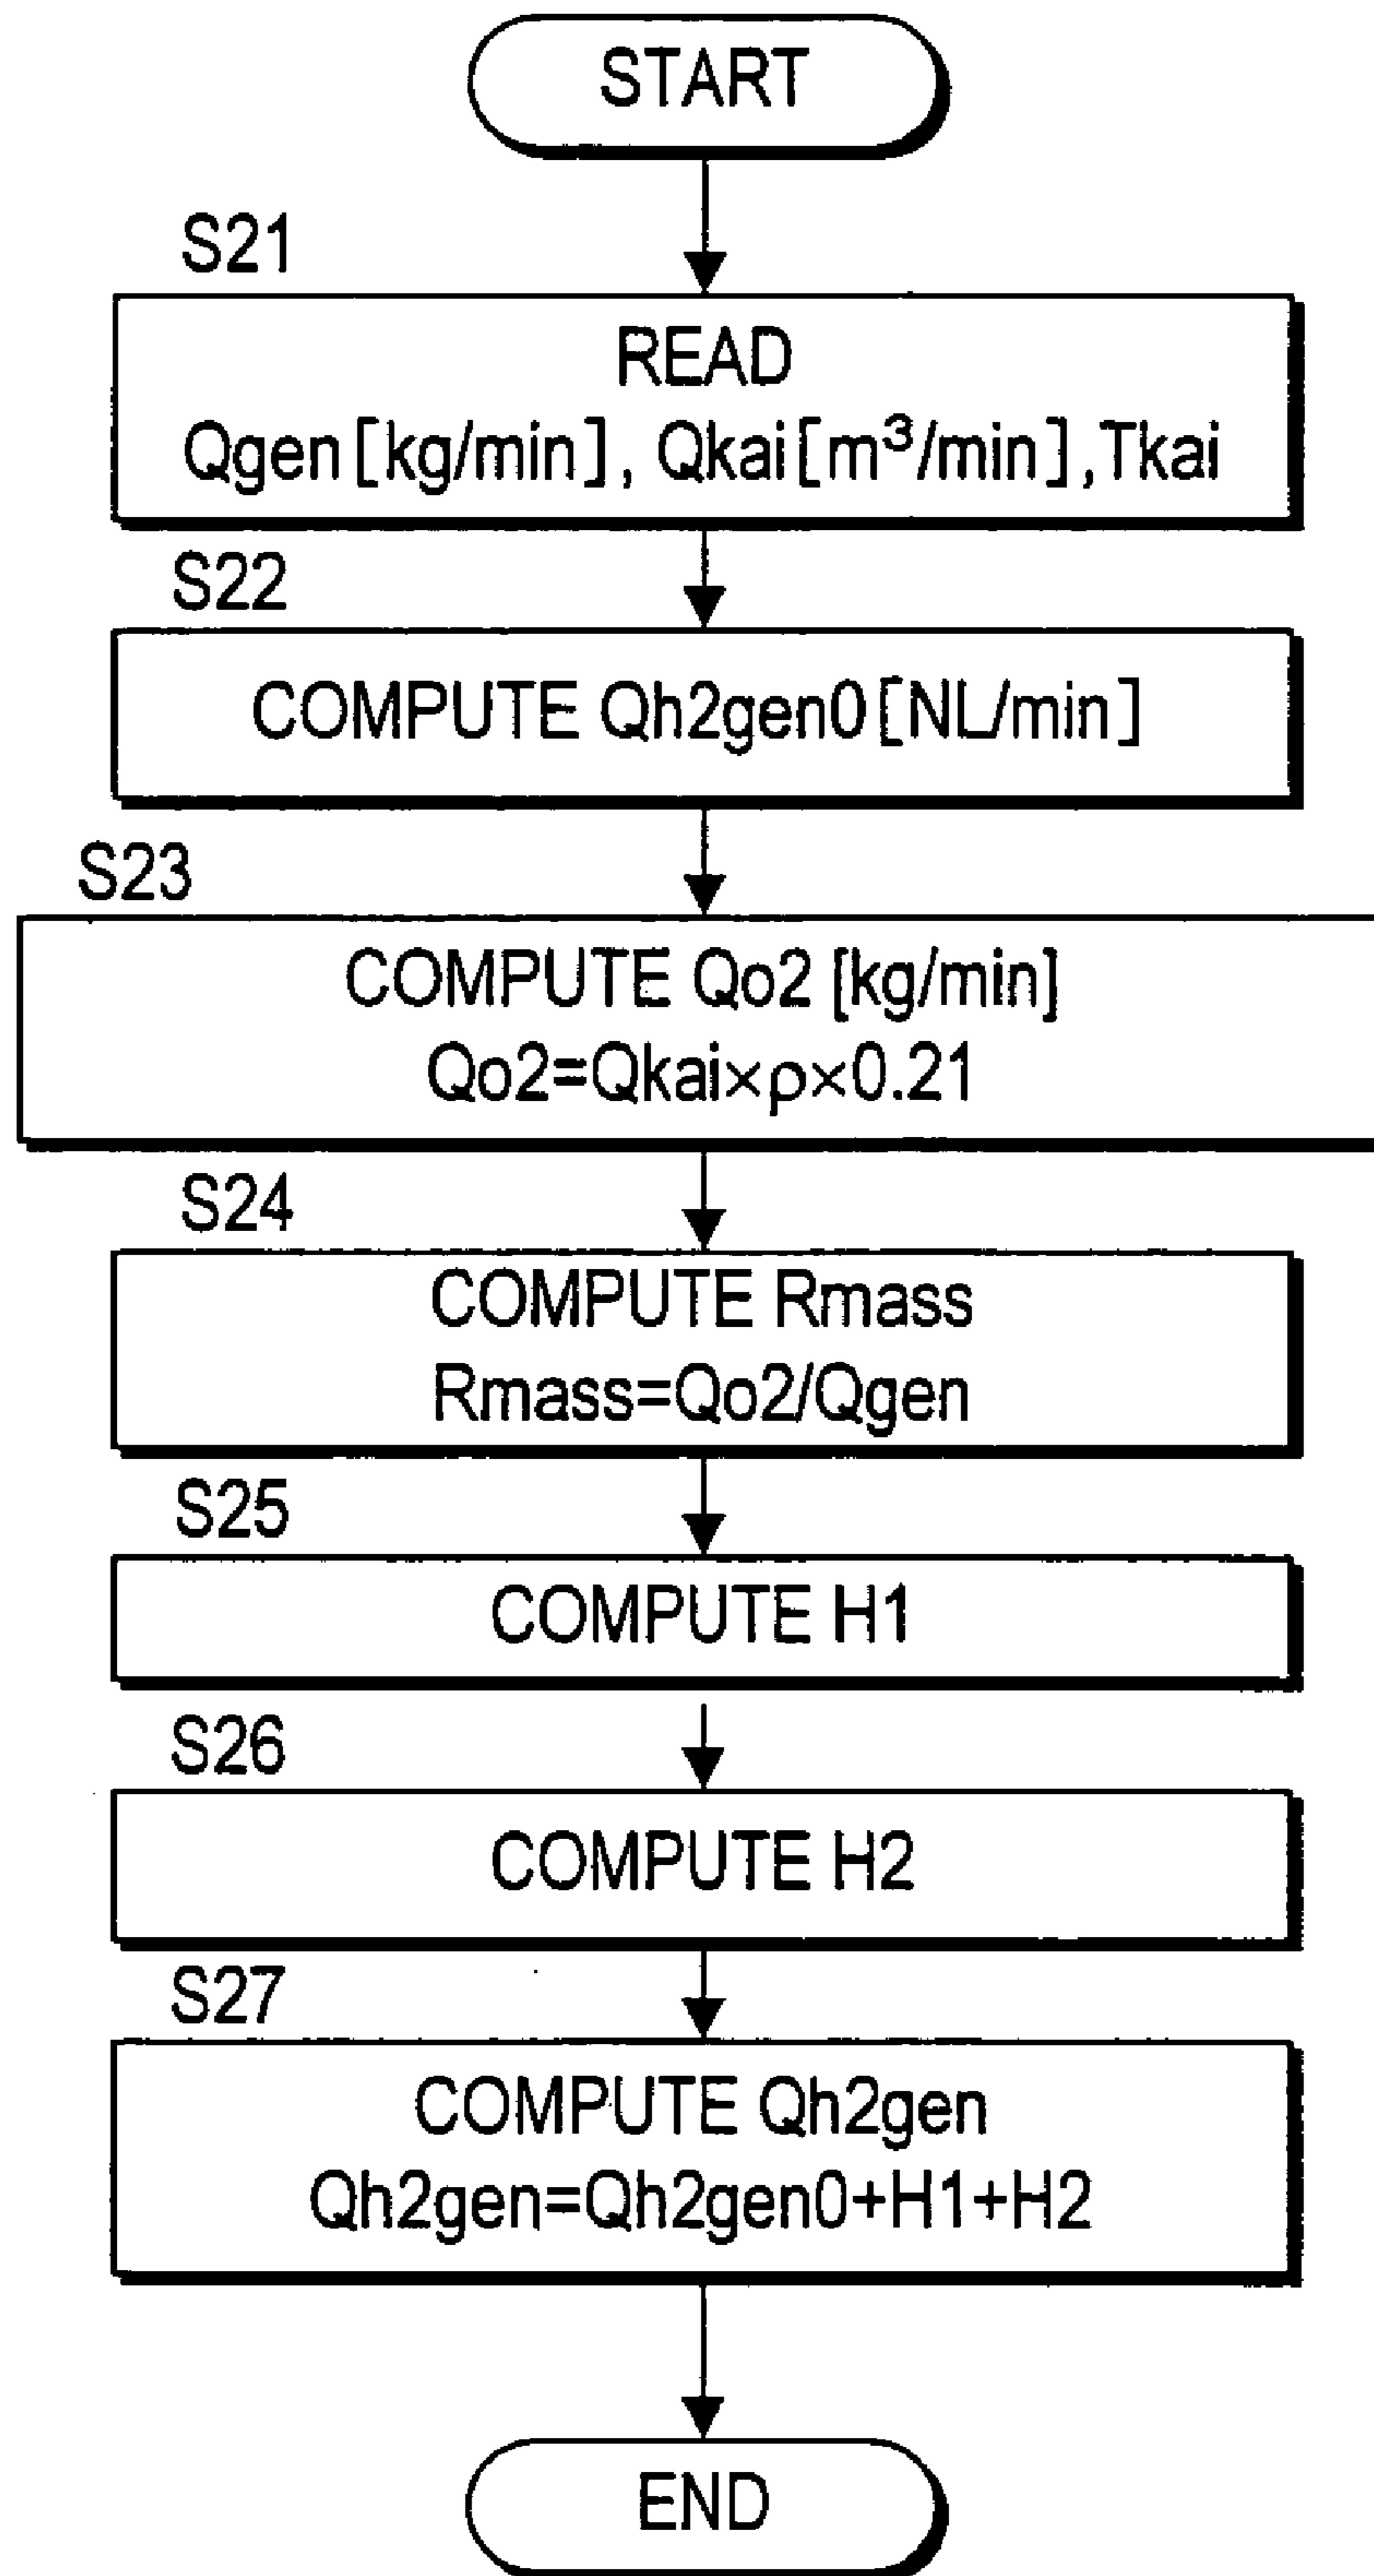 START
S21
READ
Qgen[kg/min], Qkai[m³/min],Tkai
S22
COMPUTE Qh2gen0[NL/min]
S23
COMPUTE Qo2 [kg/min]
Qo2=Qkai×ρ×0.21
S24
COMPUTE Rmass
Rmass=Qo2/Qgen
S25
COMPUTE H1
S26
COMPUTE H2
S27
COMPUTE Qh2gen
Qh2gen=Qh2gen0+H1+H2
END